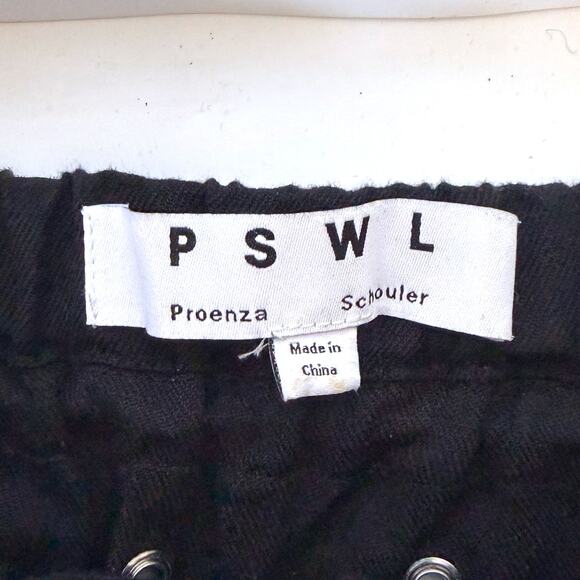 P S W L
Proenza Schouler
Made in
China